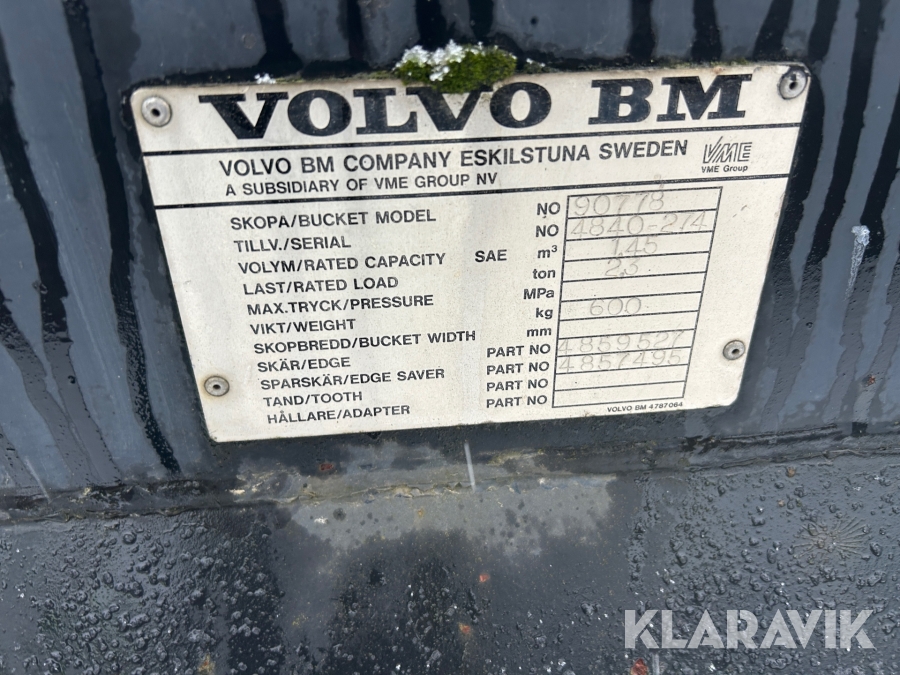 VOLVO BM
VOLVO BM COMPANY ESKILSTUNA SWEDEN
A SUBSIDIARY OF VME GROUP NV
VME
VME Group
SKOPA/BUCKET MODEL NO 90778
TILLV./SERIAL NO 4840-274
VOLYM/RATED CAPACITY SAE m³ 1.45
LAST/RATED LOAD ton 2.3
MAX.TRYCK/PRESSURE MPa
VIKT/WEIGHT kg 600
SKOPBREDD/BUCKET WIDTH mm
SKÄR/EDGE PART NO 4859527
SPARSKÄR/EDGE SAVER PART NO 4857495
TAND/TOOTH PART NO
HÅLLARE/ADAPTER PART NO
VOLVO BM 4787064
KLARAVIK